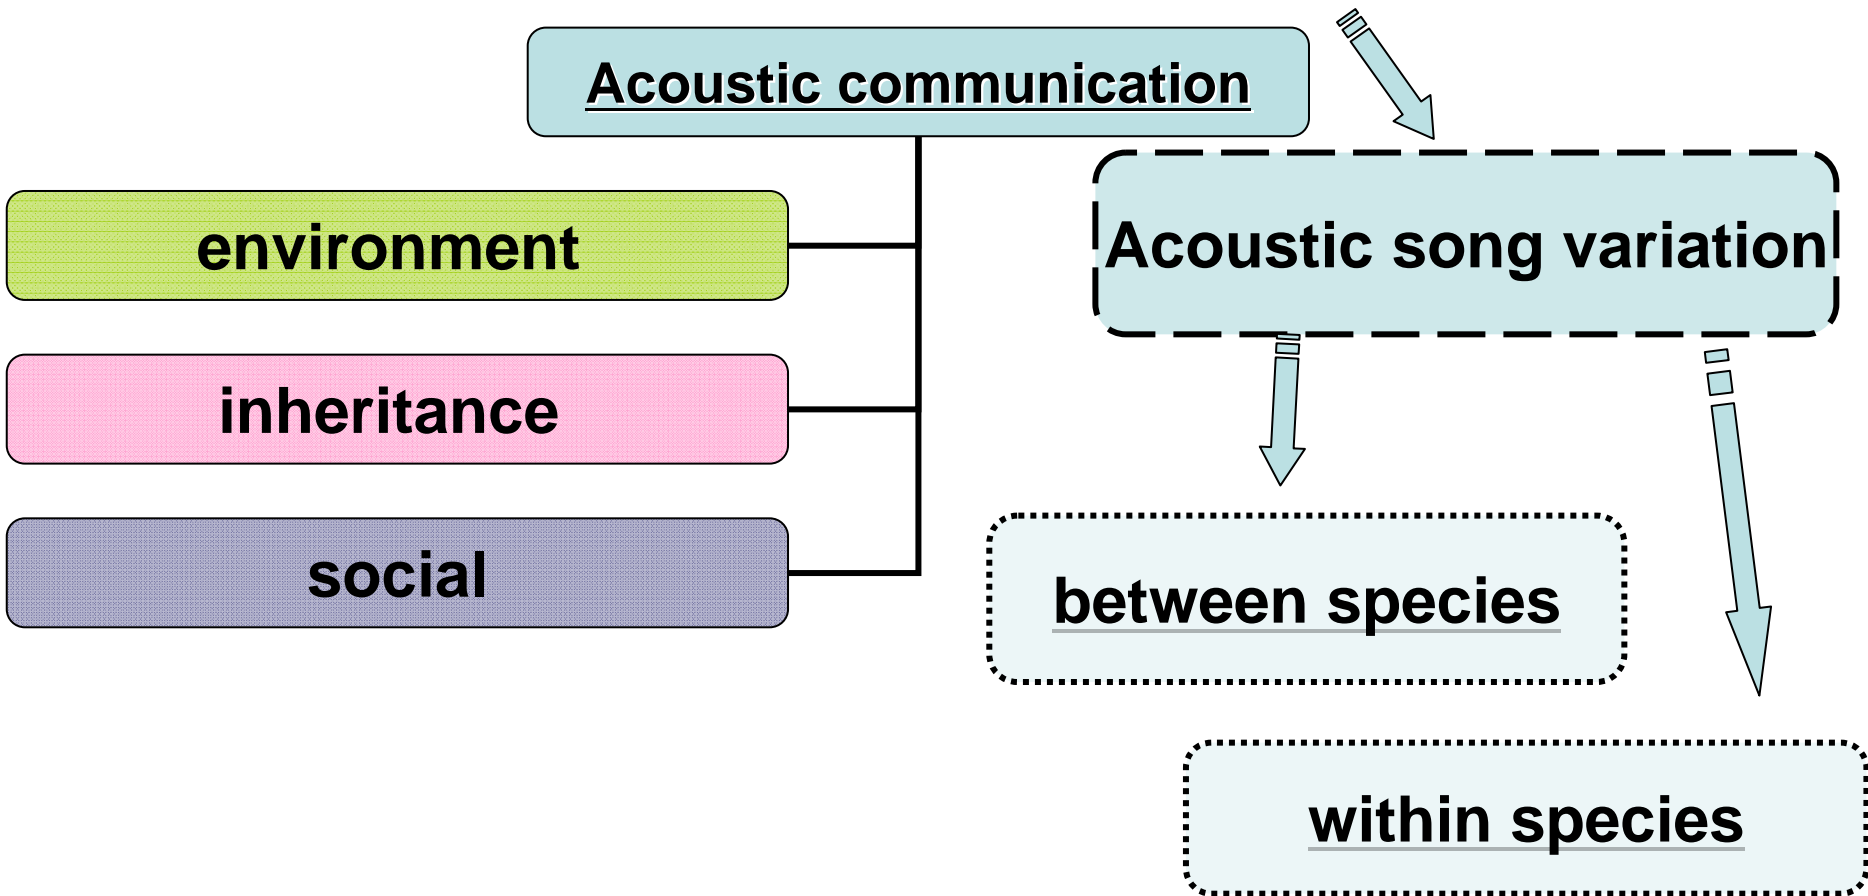 Acoustic communication
environment
inheritance
social
Acoustic song variation
between species
within species